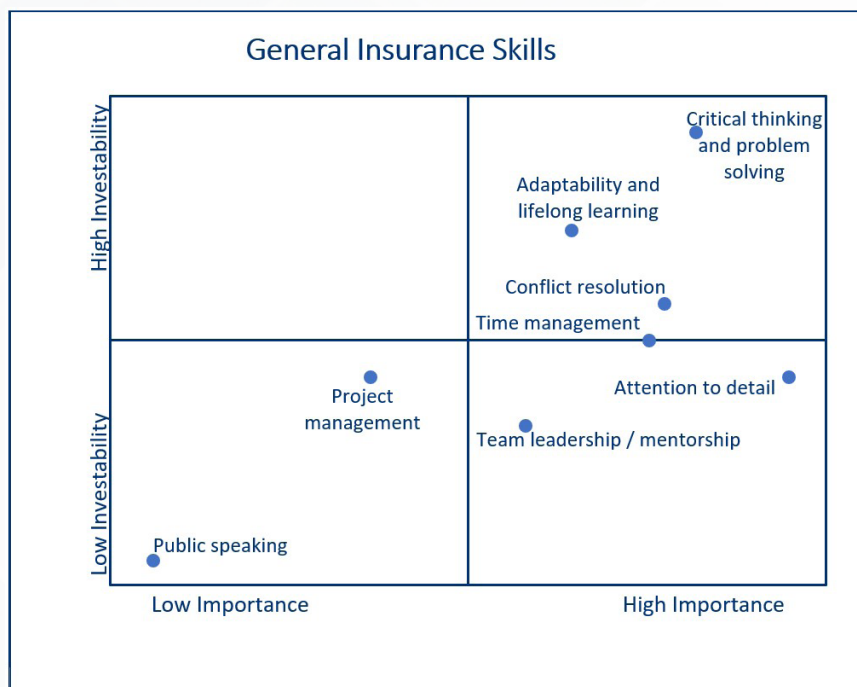 General Insurance Skills
High Investability
Low Investability
Critical thinking
and problem
solving
Adaptability and
lifelong learning
Conflict resolution
Time management
Project
management
Attention to detail
Team leadership / mentorship
Public speaking
Low Importance
High Importance